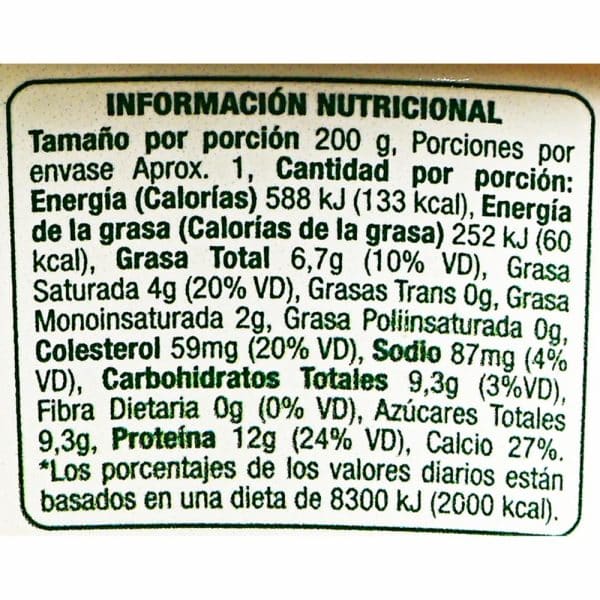 INFORMACIÓN NUTRICIONAL
Tamaño por porción 200 g, Porciones por
envase Aprox. 1, Cantidad por porción:
Energía (Calorías) 588 kJ (133 kcal), Energía
de la grasa (Calorías de la grasa) 252 kJ (60
kcal), Grasa Total 6,7g (10% VD), Grasa
Saturada 4g (20% VD), Grasas Trans 0g, Grasa
Monoinsaturada 2g, Grasa Poliinsaturada 0g,
Colesterol 59mg (20% VD), Sodio 87mg (4%
VD), Carbohidratos Totales 9,3g (3%VD),
Fibra Dietaria 0g (0% VD), Azúcares Totales
9,3g, Proteína 12g (24% VD), Calcio 27%.
*Los porcentajes de los valores diarios están
basados en una dieta de 8300 kJ (2000 kcal).